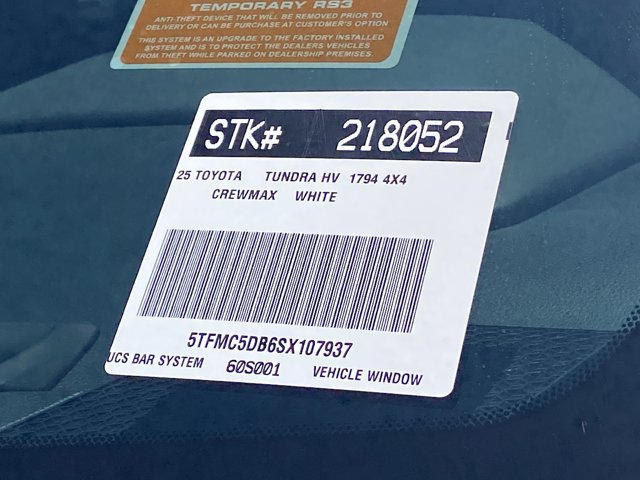 TEMPORARY RS3
ANTI-THEFT DEVICE THAT WILL BE REMOVED PRIOR TO
DELIVERY OR CAN BE PURCHASE AT CUSTOMER'S OPTION
THIS SYSTEM IS AN UPGRADE TO THE FACTORY INSTALLED
SYSTEM AND IS TO PROTECT THE DEALERS VEHICLES
FROM THEFT WHILE PARKED ON DEALERSHIP PREMISES.
STK# 218052
25 TOYOTA TUNDRA HV 1794 4X4
CREWMAX WHITE
5TFMC5DB6SX107937
UCS BAR SYSTEM 60S001 VEHICLE WINDOW